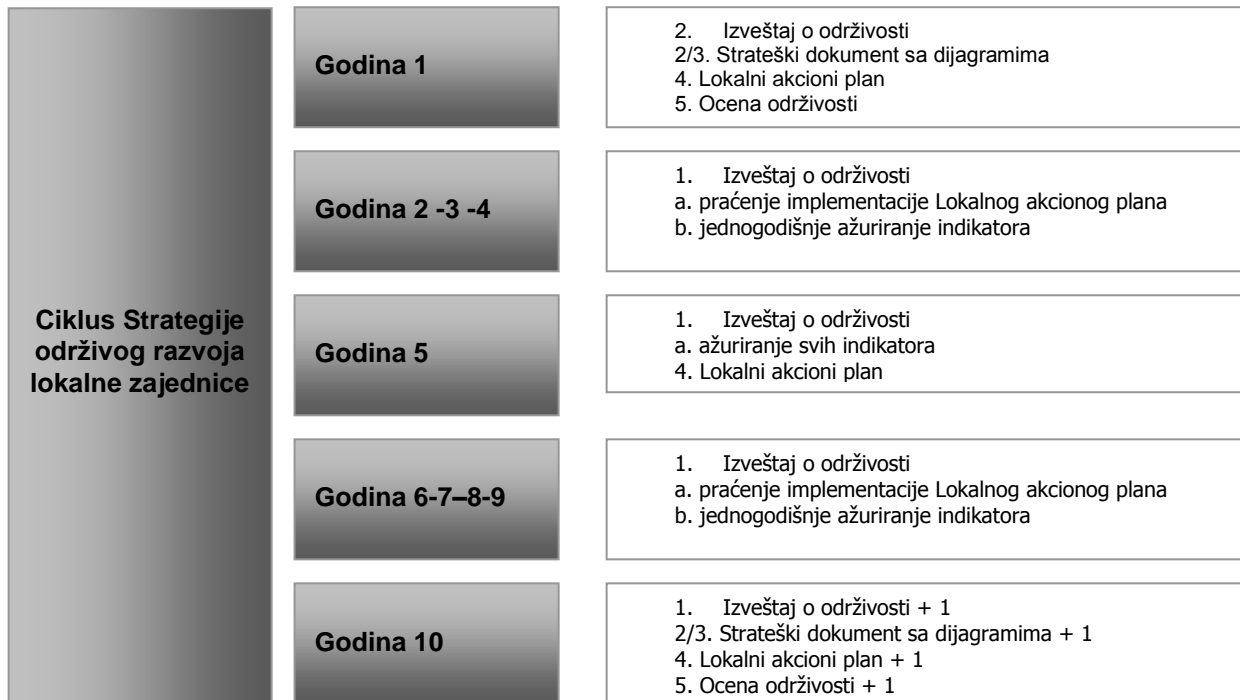 Ciklus Strategije
održivog razvoja
lokalne zajednice
Godina 1
2. Izveštaj o održivosti
2/3. Strateški dokument sa dijagramima
4. Lokalni akcioni plan
5. Ocena održivosti
Godina 2 -3 -4
1. Izveštaj o održivosti
a. praćenje implementacije Lokalnog akcionog plana
b. jednogodišnje ažuriranje indikatora
Godina 5
1. Izveštaj o održivosti
a. ažuriranje svih indikatora
4. Lokalni akcioni plan
Godina 6-7–8-9
1. Izveštaj o održivosti
a. praćenje implementacije Lokalnog akcionog plana
b. jednogodišnje ažuriranje indikatora
Godina 10
1. Izveštaj o održivosti + 1
2/3. Strateški dokument sa dijagramima + 1
4. Lokalni akcioni plan + 1
5. Ocena održivosti + 1